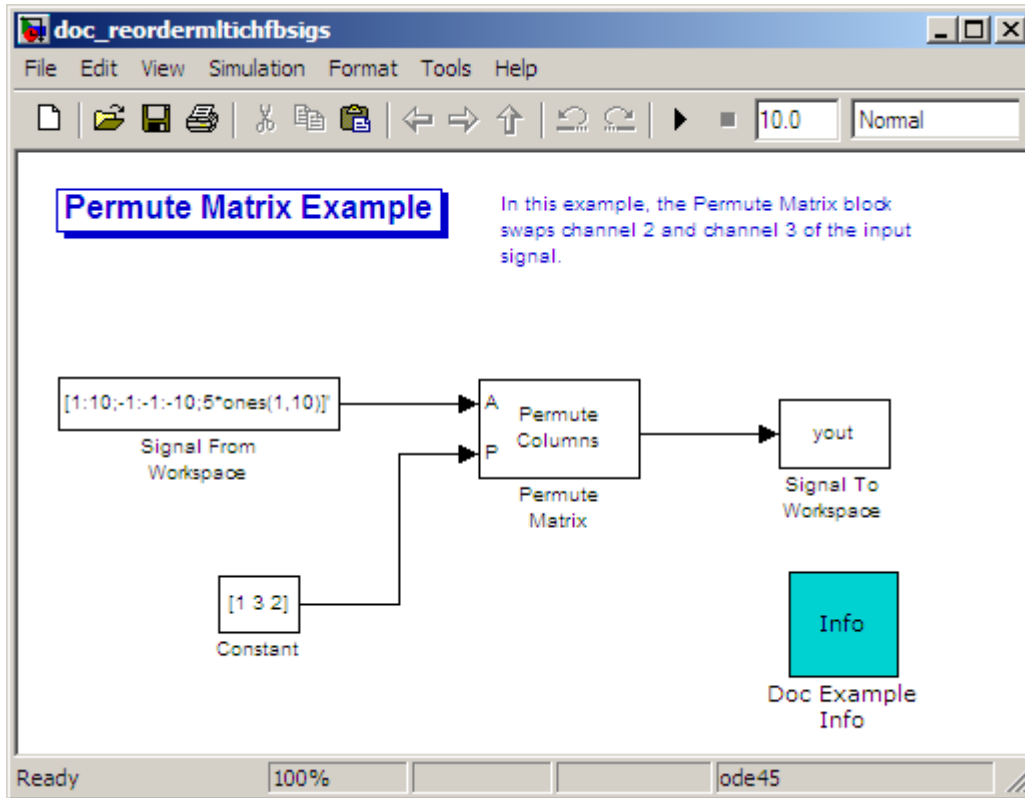 doc_reordermltichfbsigs
File Edit View Simulation Format Tools Help
10.0 Normal
Permute Matrix Example
In this example, the Permute Matrix block
swaps channel 2 and channel 3 of the input
signal.
[1:10;-1:-1:-10;5*ones(1,10)]'
Signal From
Workspace
A
P
Permute
Columns
Permute
Matrix
yout
Signal To
Workspace
[1 3 2]
Constant
Info
Doc Example
Info
Ready 100% ode45